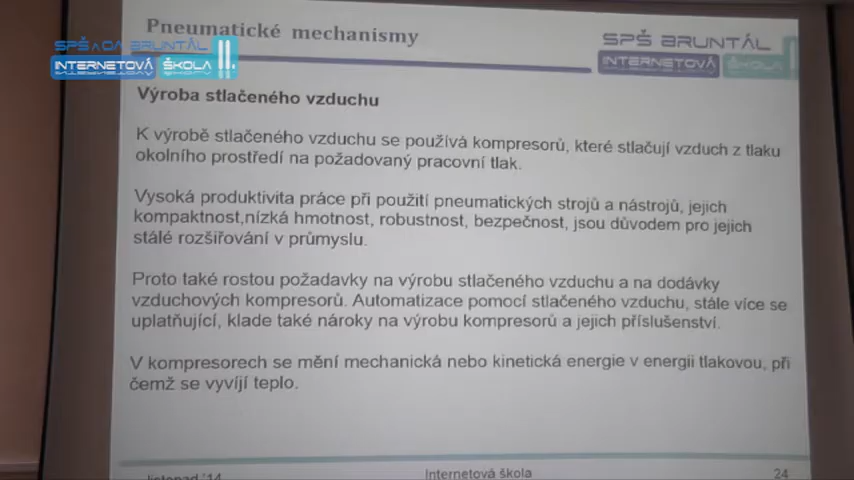 Pneumatické mechanismy
SPŠ A OA BRUNTÁL
INTERNETOVÁ ŠKOLA
SPŠ BRUNTÁL
INTERNETOVÁ ŠKOLA
Výroba stlačeného vzduchu
K výrobě stlačeného vzduchu se používá kompresorů, které stlačují vzduch z tlaku
okolního prostředí na požadovaný pracovní tlak.
Vysoká produktivita práce při použití pneumatických strojů a nástrojů, jejich
kompaktnost,nízká hmotnost, robustnost, bezpečnost, jsou důvodem pro jejich
stálé rozšiřování v průmyslu.
Proto také rostou požadavky na výrobu stlačeného vzduchu a na dodávky
vzduchových kompresorů. Automatizace pomocí stlačeného vzduchu, stále více se
uplatňující, klade také nároky na výrobu kompresorů a jejich příslušenství.
V kompresorech se mění mechanická nebo kinetická energie v energii tlakovou, při
čemž se vyvíjí teplo.
listopad '14
Internetová škola
24